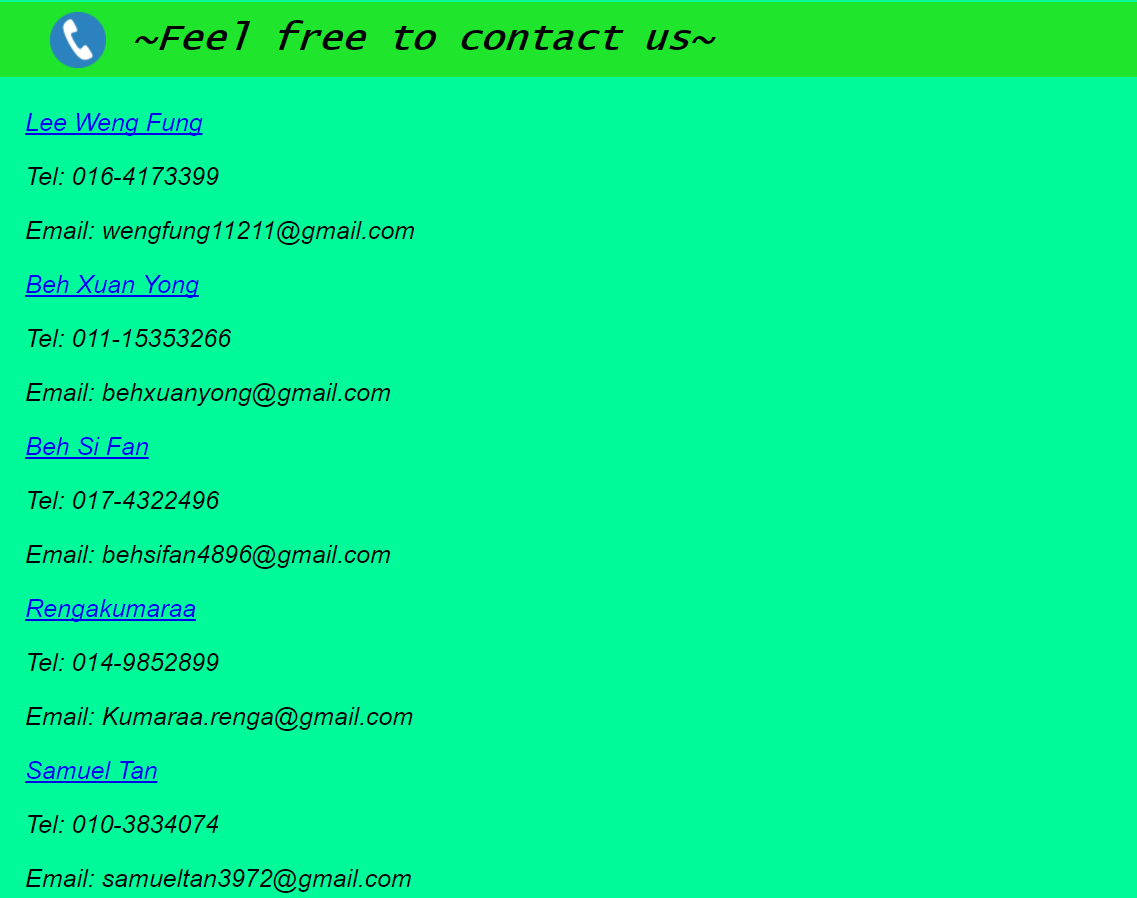 ~Feel free to contact us~
Lee Weng Fung
Tel: 016-4173399
Email: wengfung11211@gmail.com
Beh Xuan Yong
Tel: 011-15353266
Email: behxuanyong@gmail.com
Beh Si Fan
Tel: 017-4322496
Email: behsifan4896@gmail.com
Rengakumaraa
Tel: 014-9852899
Email: Kumaraa.renga@gmail.com
Samuel Tan
Tel: 010-3834074
Email: samueltan3972@gmail.com